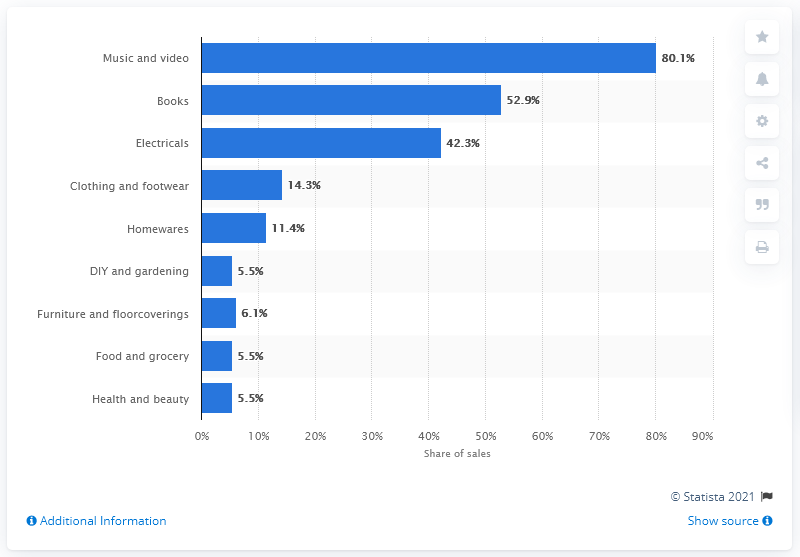 Music and video 80.1%
Books 52.9%
Electricals 42.3%
Clothing and footwear 14.3%
Homewares 11.4%
DIY and gardening 5.5%
Furniture and floorcoverings 6.1%
Food and grocery 5.5%
Health and beauty 5.5%
0% 10% 20% 30% 40% 50% 60% 70% 80% 90%
Share of sales
© Statista 2021
Additional Information Show source